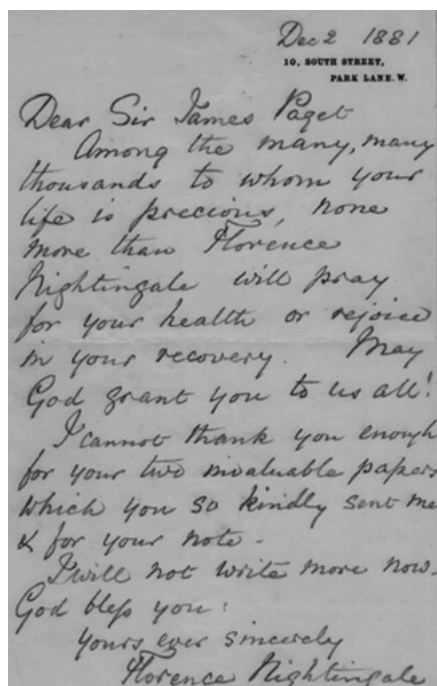 Dec 2 1881
10, SOUTH STREET,
PARK LANE. W.
Dear Sir James Paget
Among the many, many
thousands to whom your
life is precious, none
more than Florence
Nightingale will pray
for your health or rejoice
in your recovery. May
God grant you to us all!
I cannot thank you enough
for your two invaluable papers
which you so kindly sent me
& for your note -
I will not write more now.
God bless you:
yours ever sincerely
Florence Nightingale